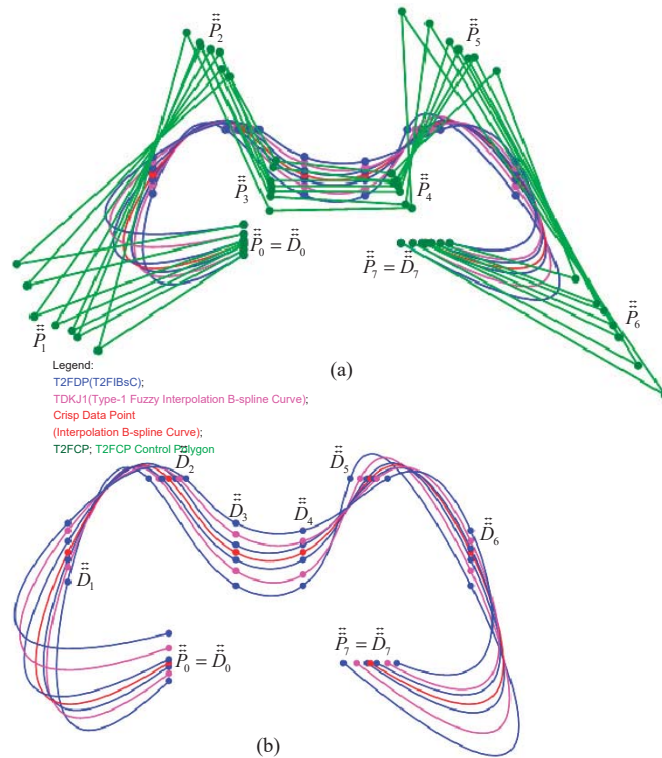 P̈₂
P̈₅
P̈₃
P̈₄
P̈₀ = D̈₀
P̈₇ = D̈₇
P̈₁
P̈₆
(a)
Legend:
T2FDP(T2FIBsC);
TDKJ1(Type-1 Fuzzy Interpolation B-spline Curve);
Crisp Data Point
(Interpolation B-spline Curve);
T2FCP; T2FCP Control Polygon
D̈₂
D̈₅
D̈₃
D̈₄
D̈₆
D̈₁
P̈₀ = D̈₀
P̈₇ = D̈₇
(b)